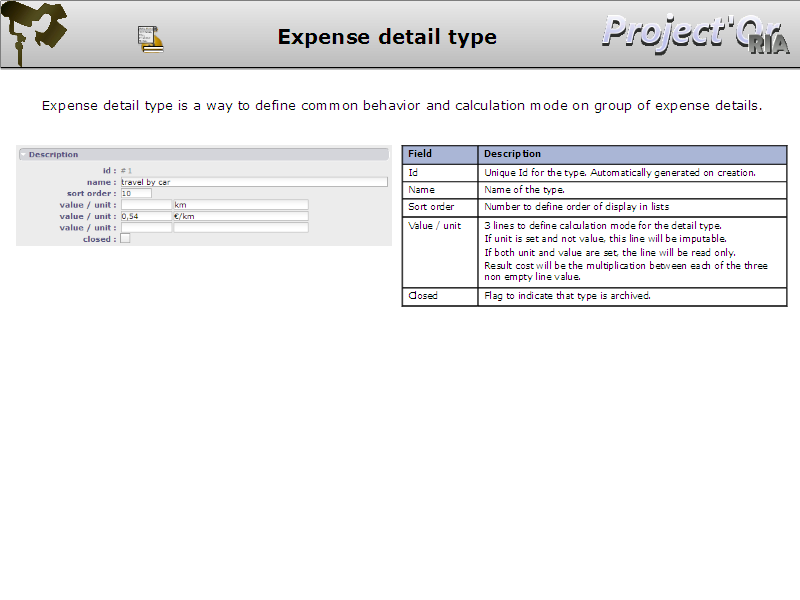 Expense detail type
Project'Or
RIA
Expense detail type is a way to define common behavior and calculation mode on group of expense details.
Description
id : #1
name : travel by car
sort order : 10
value / unit : km
value / unit : 0,54 €/km
value / unit :
closed :
Field Description
Id Unique Id for the type. Automatically generated on creation.
Name Name of the type.
Sort order Number to define order of display in lists
Value / unit 3 lines to define calculation mode for the detail type.
If unit is set and not value, this line will be imputable.
If both unit and value are set, the line will be read only.
Result cost will be the multiplication between each of the three
non empty line value.
Closed Flag to indicate that type is archived.